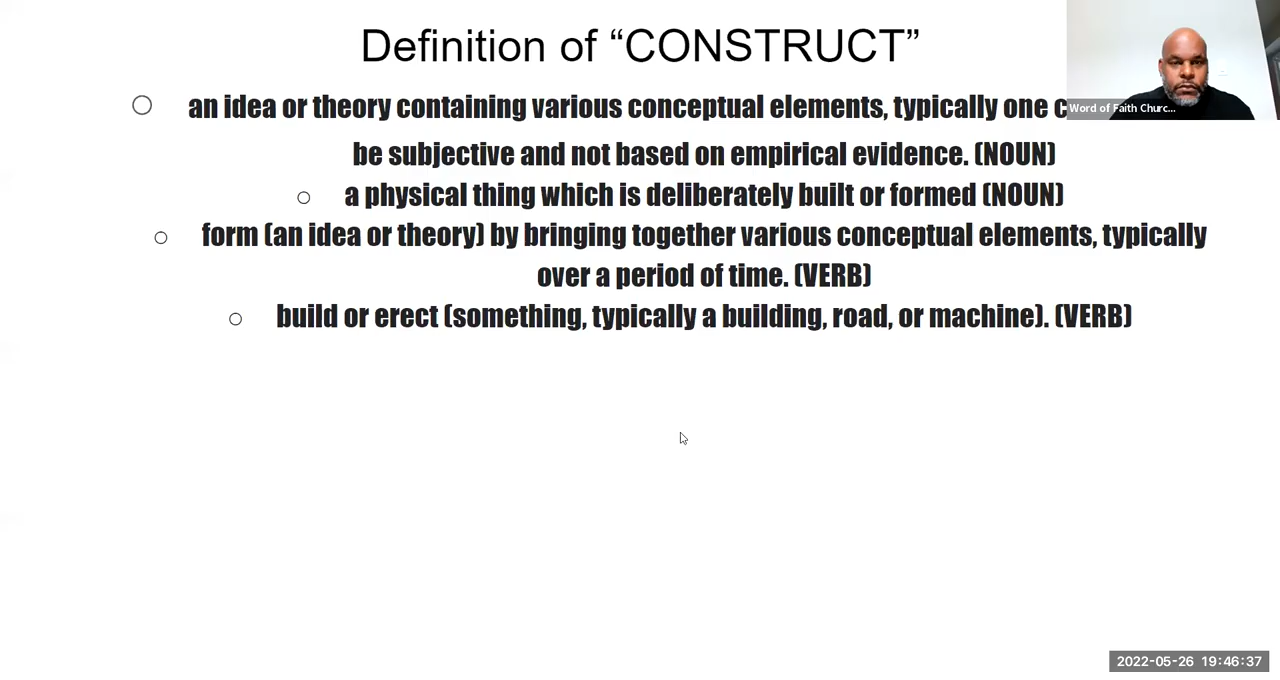 Definition of “CONSTRUCT”
an idea or theory containing various conceptual elements, typically one
Word of Faith Churc...
be subjective and not based on empirical evidence. (NOUN)
a physical thing which is deliberately built or formed (NOUN)
form (an idea or theory) by bringing together various conceptual elements, typically
over a period of time. (VERB)
build or erect (something, typically a building, road, or machine). (VERB)
2022-05-26 19:46:37